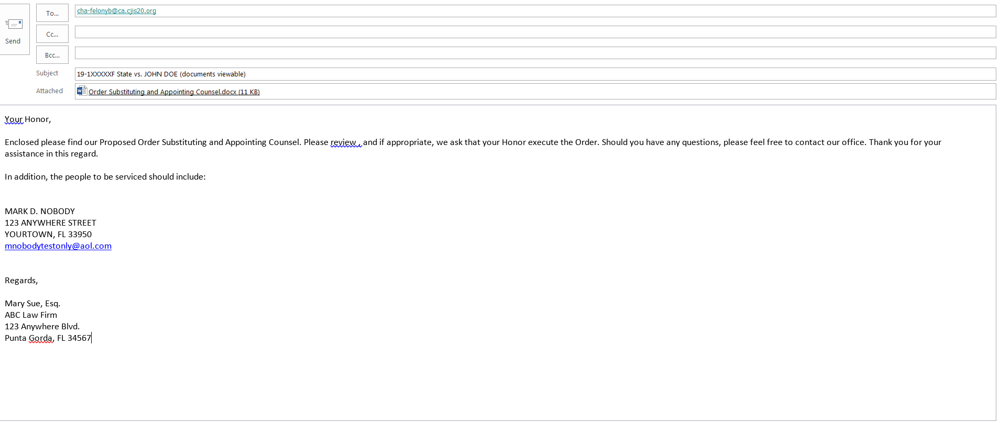 Send
To...
cha-felonyb@ca.cjis20.org
Cc...
Bcc...
Subject
19-1XXXXXF State vs. JOHN DOE (documents viewable)
Attached
Order Substituting and Appointing Counsel.docx (11 KB)
Your Honor,
Enclosed please find our Proposed Order Substituting and Appointing Counsel. Please review , and if appropriate, we ask that your Honor execute the Order. Should you have any questions, please feel free to contact our office. Thank you for your
assistance in this regard.
In addition, the people to be serviced should include:
MARK D. NOBODY
123 ANYWHERE STREET
YOURTOWN, FL 33950
mnobodytestonly@aol.com
Regards,
Mary Sue, Esq.
ABC Law Firm
123 Anywhere Blvd.
Punta Gorda, FL 34567